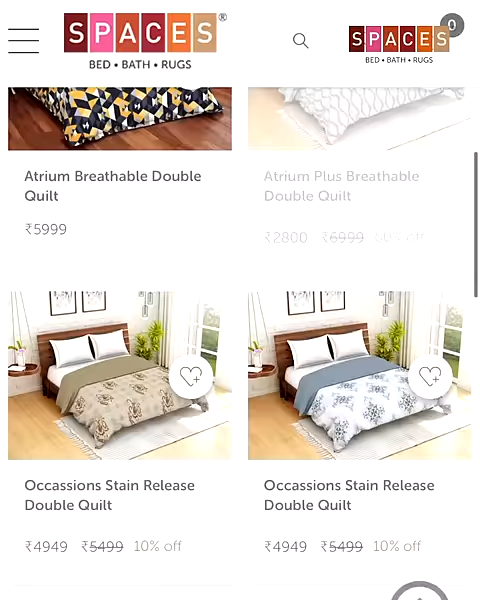 SPACES®
BED • BATH • RUGS
SPACES
BED • BATH • RUGS
0
Atrium Breathable Double
Quilt
₹5999
Atrium Plus Breathable
Double Quilt
₹2800 ₹6999 60% off
Occassions Stain Release
Double Quilt
₹4949 ₹5499 10% off
Occassions Stain Release
Double Quilt
₹4949 ₹5499 10% off